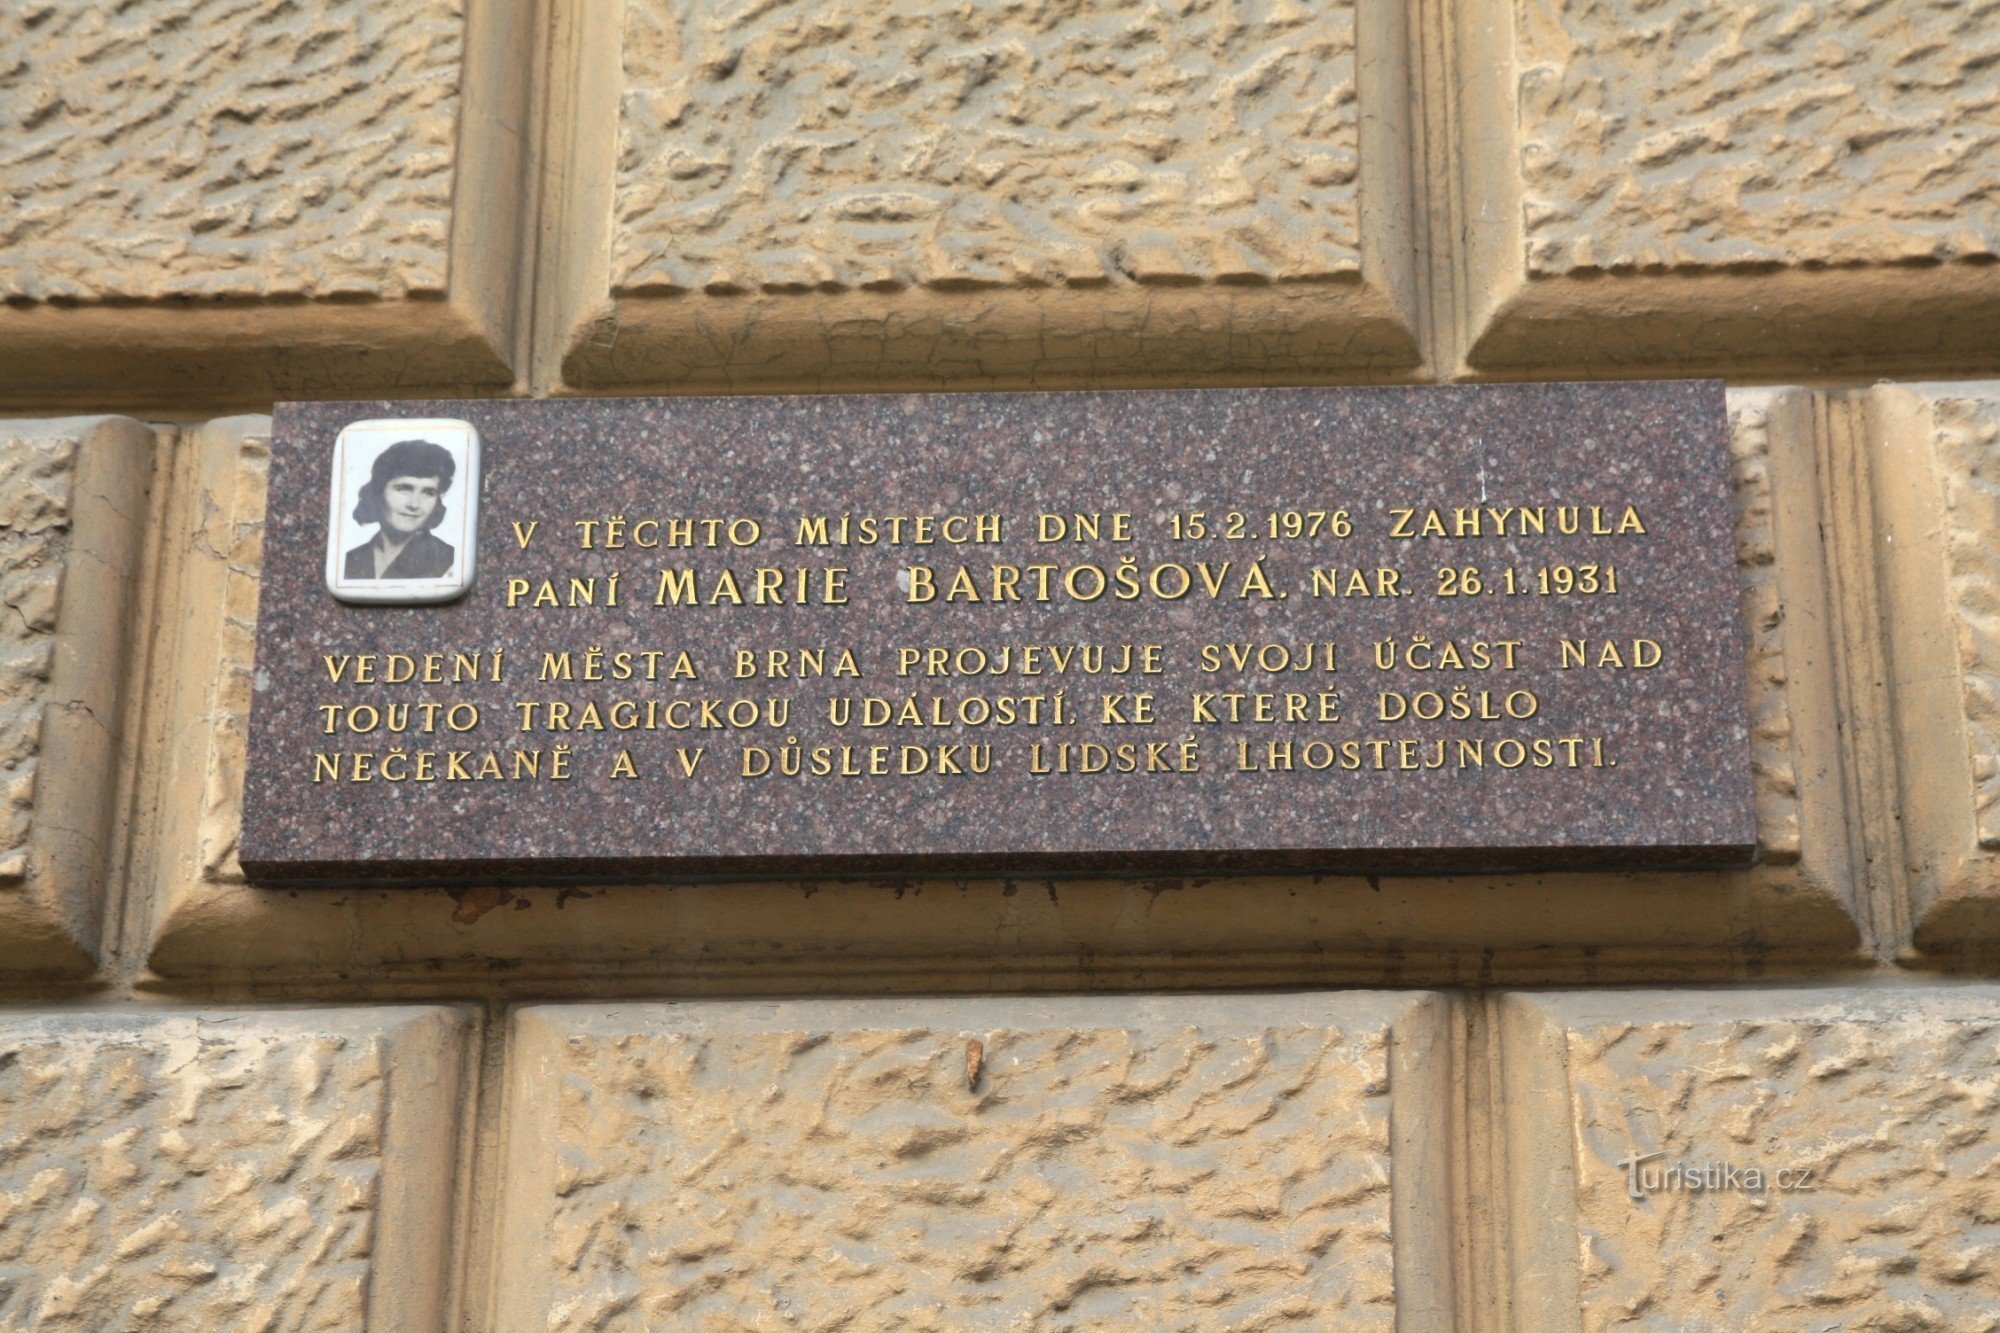 V TĚCHTO MÍSTECH DNE 15.2.1976 ZAHYNULA
PANÍ MARIE BARTOŠOVÁ, NAR. 26.1.1931
VEDENÍ MĚSTA BRNA PROJEVUJE SVOJI ÚČAST NAD
TOUTO TRAGICKOU UDÁLOSTÍ, KE KTERÉ DOŠLO
NEČEKANĚ A V DŮSLEDKU LIDSKÉ LHOSTEJNOSTI.
Turistika.cz